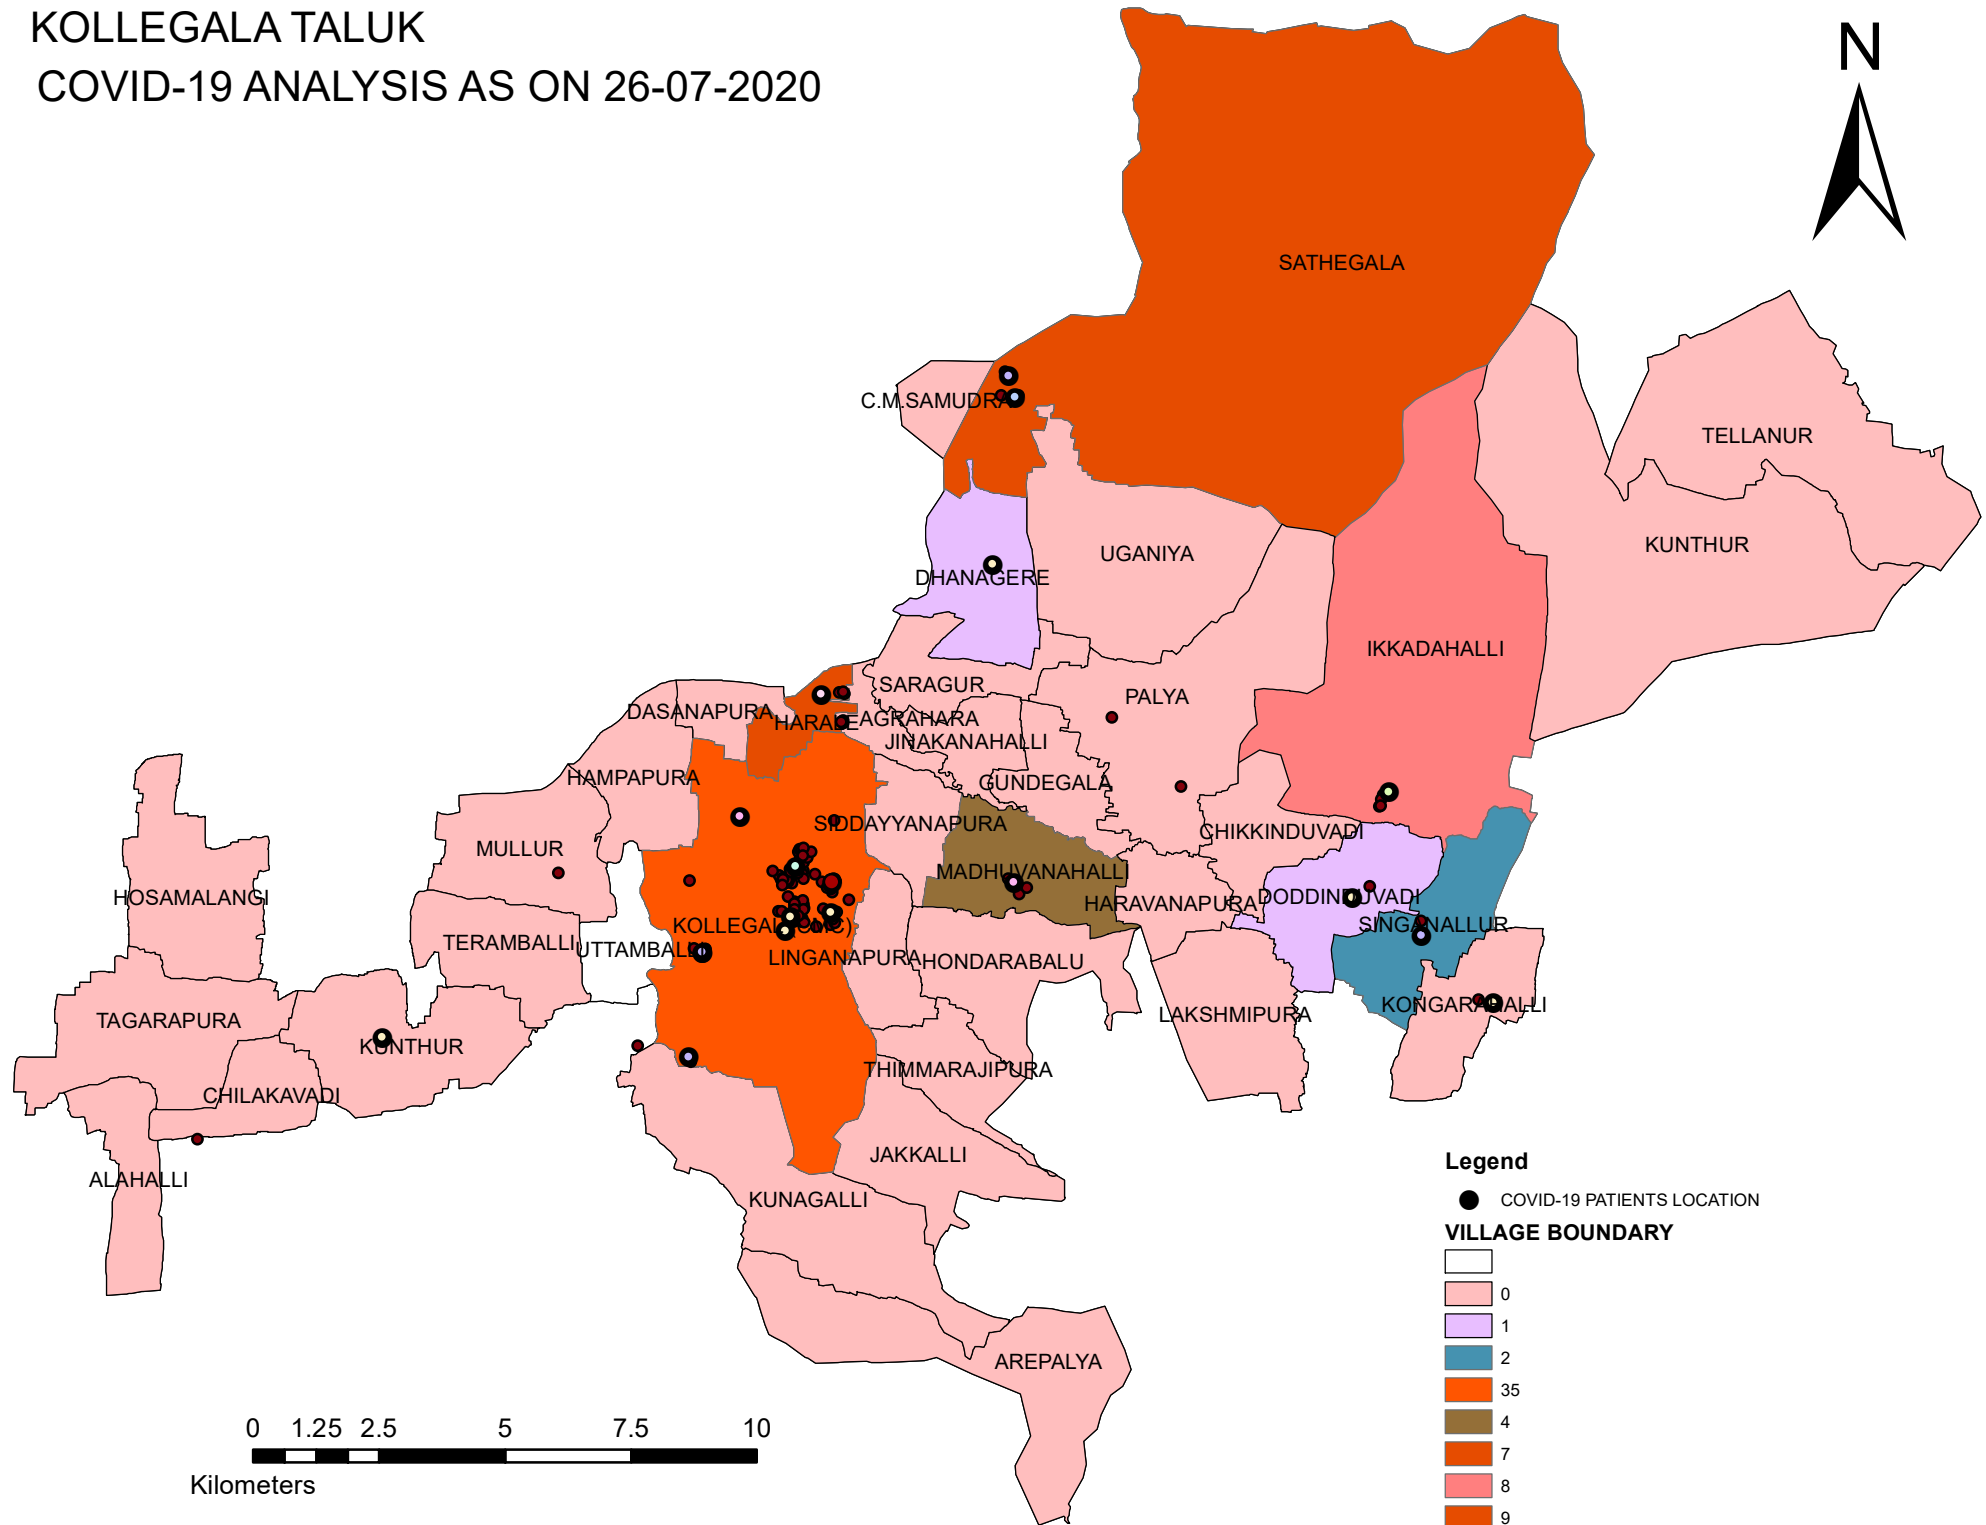 KOLLEGALA TALUK
COVID-19 ANALYSIS AS ON 26-07-2020
N
SATHEGALA
C.M.SAMUDRA
TELLANUR
KUNTHUR
UGANIYA
DHANAGERE
IKKADAHALLI
SARAGUR
PALYA
DASANAPURA
HARALE
AGRAHARA
JINAKANAHALLI
HAMPAPURA
GUNDEGALA
SIDDAYYANAPURA
CHIKKINDUVADI
MULLUR
MADHUVANAHALLI
HOSAMALANGI
HARAVANAPURA
DODDINDUVADI
SINGANALLUR
KOLLEGALA(CMC)
TERAMBALLI
UTTAMBALLI
LINGANAPURA
HONDARABALU
KONGARAHALLI
LAKSHMIPURA
TAGARAPURA
KUNTHUR
THIMMARAJIPURA
CHILAKAVADI
JAKKALLI
ALAHALLI
KUNAGALLI
AREPALYA
Legend
COVID-19 PATIENTS LOCATION
VILLAGE BOUNDARY
0
1
2
35
4
7
8
9
0 1.25 2.5 5 7.5 10
Kilometers